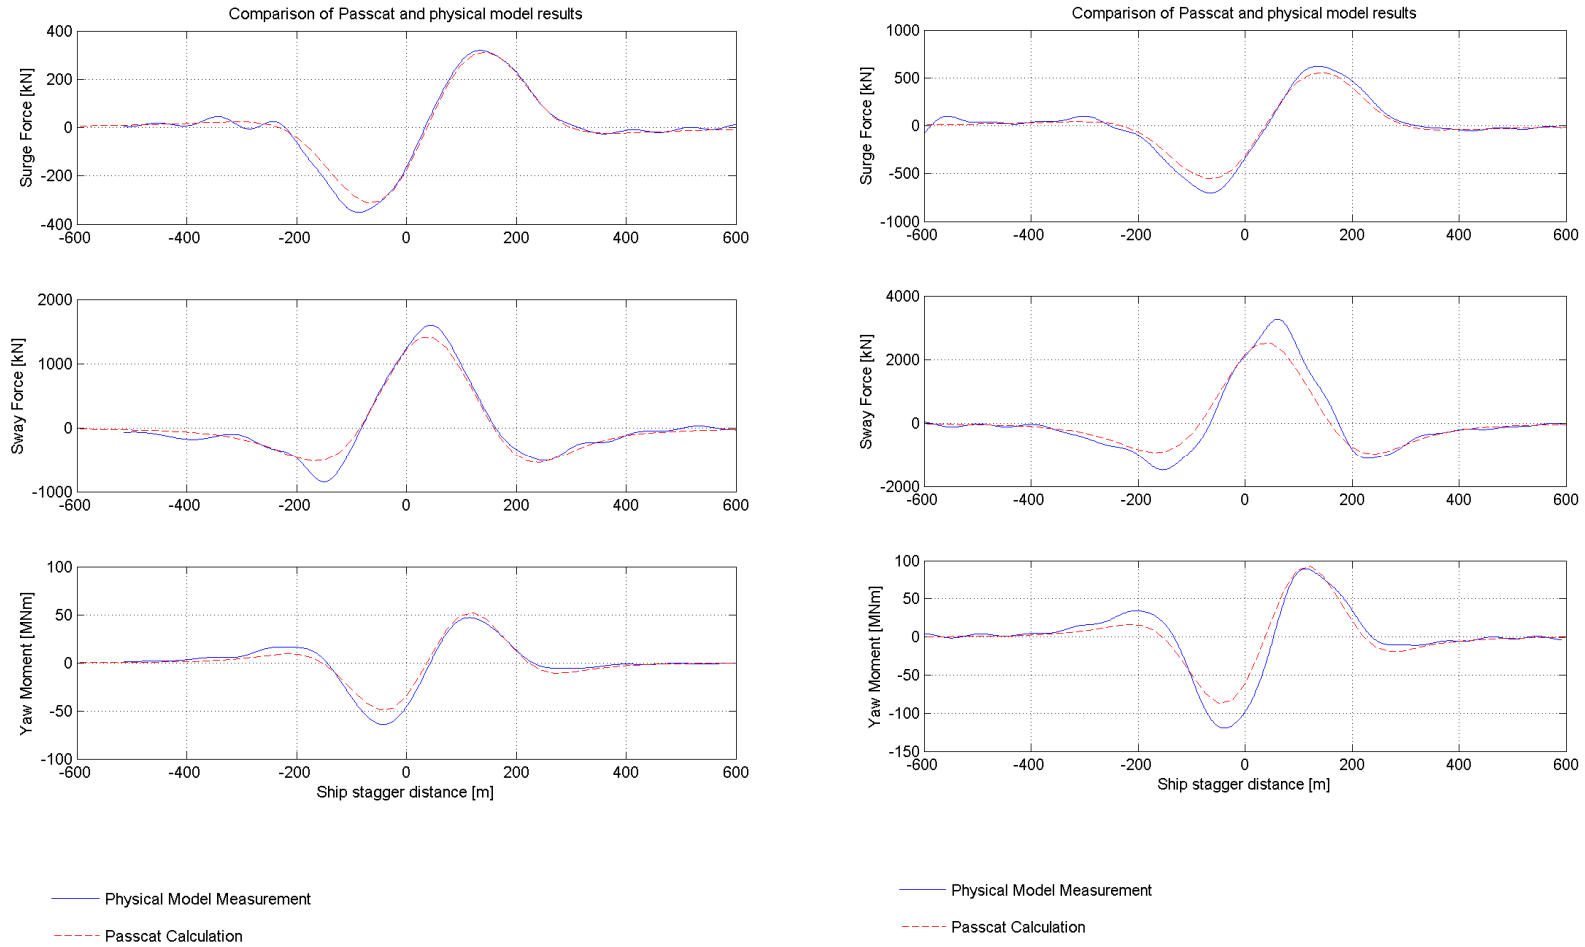 Comparison of Passcat and physical model results
400
200
0
-200
-400
Surge Force [kN]
-600 -400 -200 0 200 400 600
2000
1000
0
-1000
Sway Force [kN]
-600 -400 -200 0 200 400 600
100
50
0
-50
-100
Yaw Moment [MNm]
-600 -400 -200 0 200 400 600
Ship stagger distance [m]
Physical Model Measurement
Passcat Calculation
Comparison of Passcat and physical model results
1000
500
0
-500
-1000
Surge Force [kN]
-600 -400 -200 0 200 400 600
4000
2000
0
-2000
Sway Force [kN]
-600 -400 -200 0 200 400 600
100
50
0
-50
-100
-150
Yaw Moment [MNm]
-600 -400 -200 0 200 400 600
Ship stagger distance [m]
Physical Model Measurement
Passcat Calculation